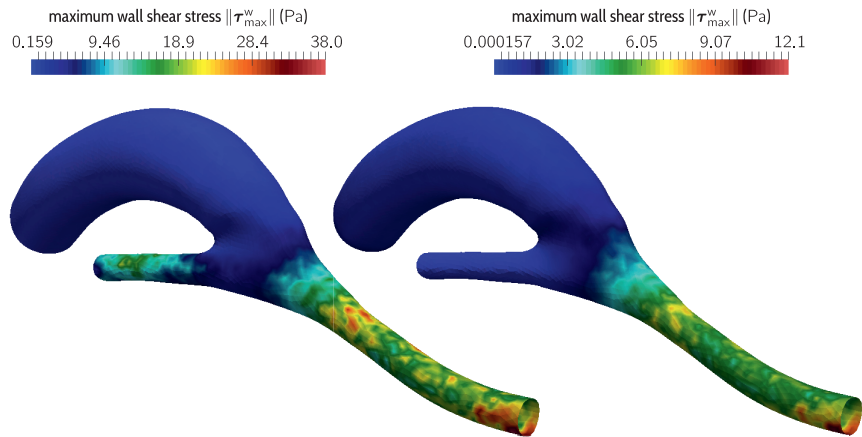 maximum wall shear stress ||τ^w_max|| (Pa)
0.159 9.46 18.9 28.4 38.0
maximum wall shear stress ||τ^w_max|| (Pa)
0.000157 3.02 6.05 9.07 12.1